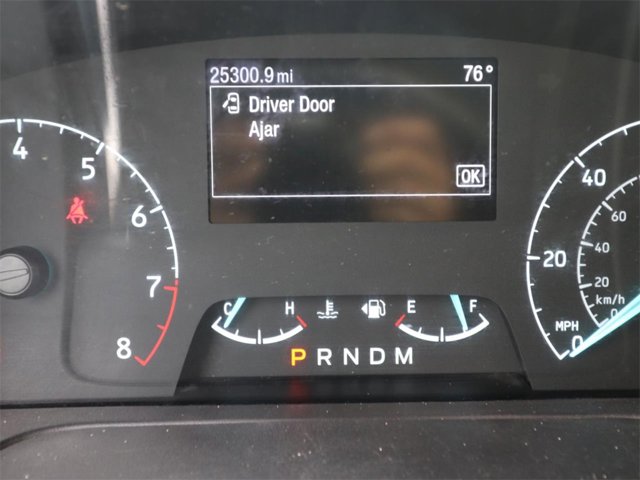 25300.9 mi 76°
Driver Door
Ajar
OK
4 5 6 7 8
C H E F
P R N D M
40 20 0 MPH
60 40 20 km/h 0